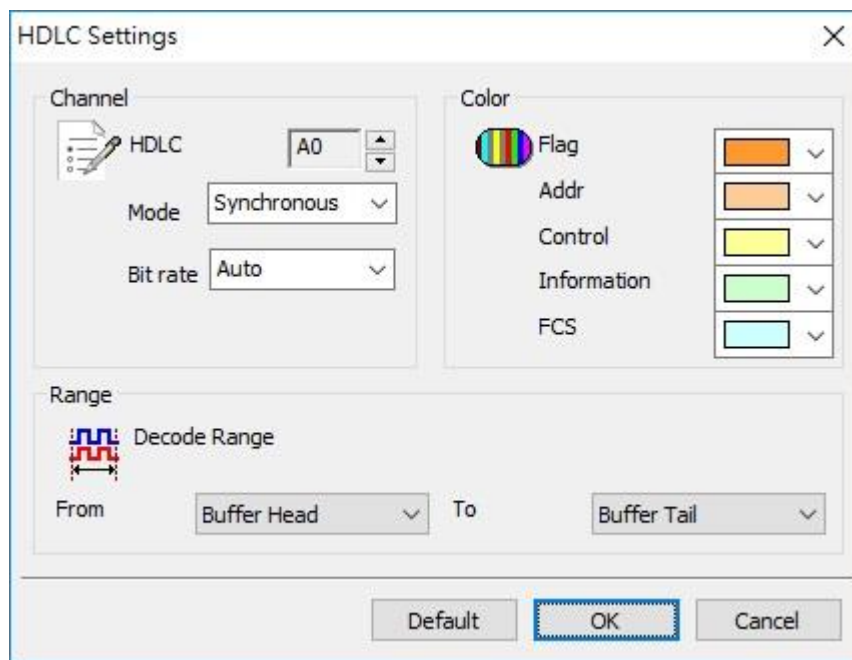 HDLC Settings
Channel
HDLC
A0
Mode
Synchronous
Bit rate
Auto
Color
Flag
Addr
Control
Information
FCS
Range
Decode Range
From
Buffer Head
To
Buffer Tail
Default
OK
Cancel